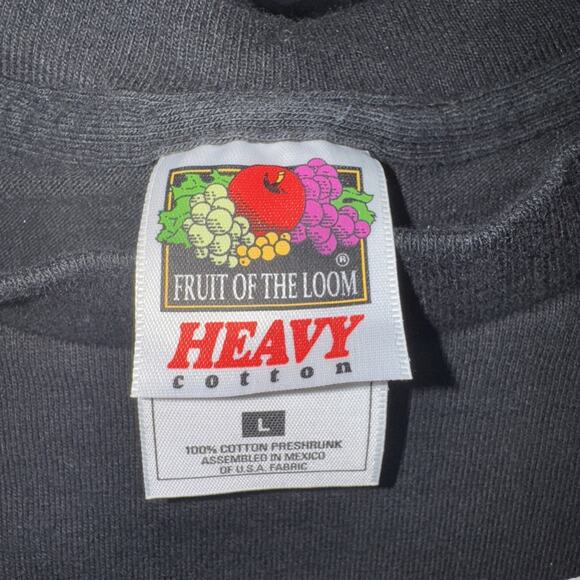 FRUIT OF THE LOOM ®
HEAVY
cotton
L
100% COTTON PRESHRUNK
ASSEMBLED IN MEXICO
OF U.S.A. FABRIC